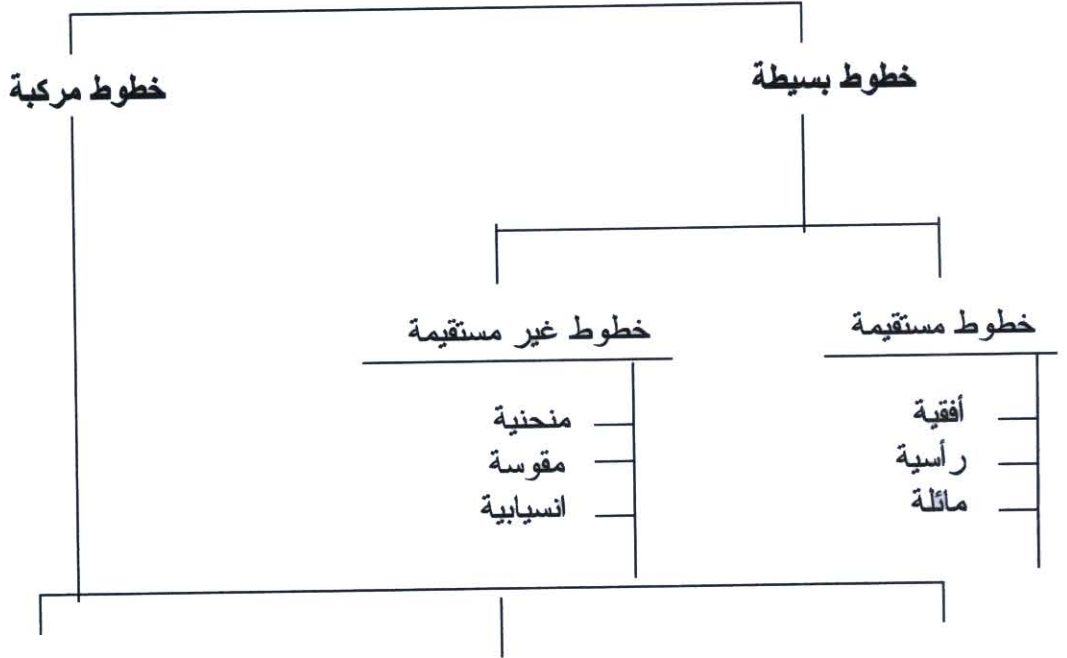 خطوط بسيطة
خطوط مركبة
خطوط مستقيمة
أفقية
رأسية
مائلة
خطوط غير مستقيمة
منحنية
مقوسة
انسيابية